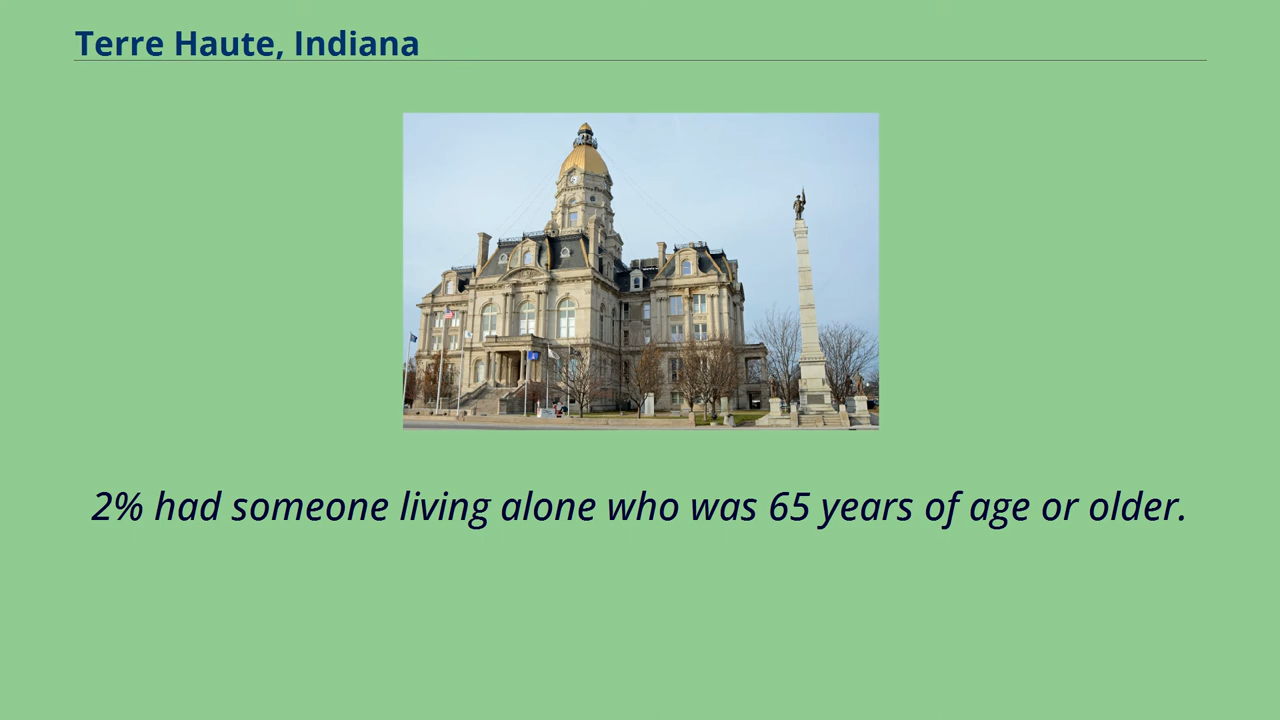 Terre Haute, Indiana
2% had someone living alone who was 65 years of age or older.